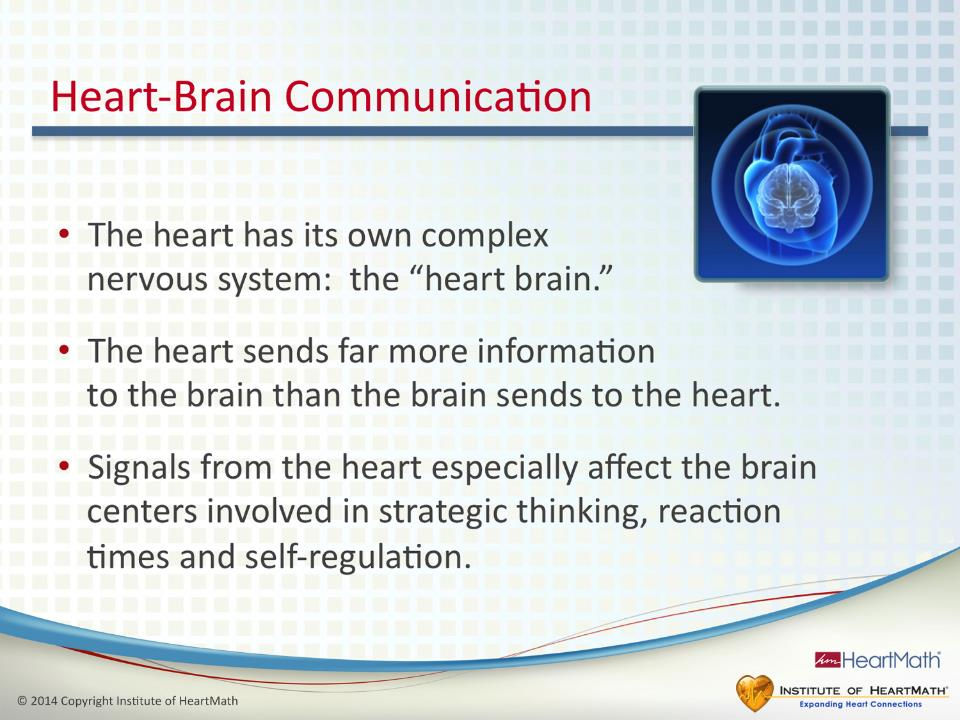 Heart-Brain Communication
• The heart has its own complex
nervous system:  the “heart brain.”
• The heart sends far more information
to the brain than the brain sends to the heart.
• Signals from the heart especially affect the brain
centers involved in strategic thinking, reaction
times and self-regulation.
hm HeartMath®
© 2014 Copyright Institute of HeartMath
INSTITUTE OF HEARTMATH®
Expanding Heart Connections